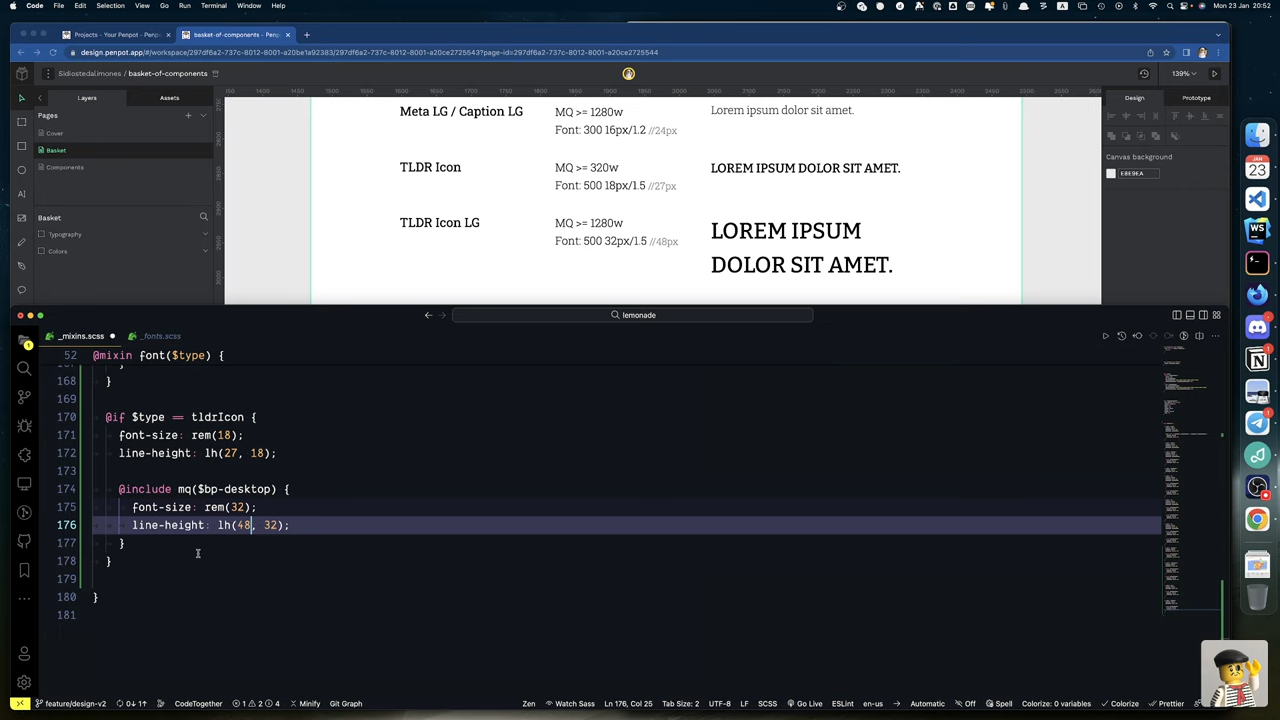 Code File Edit Selection View Go Run Terminal Window Help
Mon 23 Jan 20:52
Projects - Your Penpot - Penpo
basket-of-components - Penp
design.penpot.app/#/workspace/297df6a2-737c-8012-8001-a20be1a92383/297df6a2-737c-8012-8001-a20ce2725543?page-id=297df6a2-737c-8012-8001-a20ce2725544
Sidiostedalimones / basket-of-components
139%
Layers
Assets
Design
Prototype
Pages
Cover
Basket
Components
Basket
Typography
Colors
Canvas background
E8E9EA
Meta LG / Caption LG
MQ >= 1280w
Font: 300 16px/1.2 //24px
Lorem ipsum dolor sit amet.
TLDR Icon
MQ >= 320w
Font: 500 18px/1.5 //27px
LOREM IPSUM DOLOR SIT AMET.
TLDR Icon LG
MQ >= 1280w
Font: 500 32px/1.5 //48px
LOREM IPSUM
DOLOR SIT AMET.
lemonade
_mixins.scss
_fonts.scss
52 @mixin font($type) {
168 }
169
170 @if $type == tldrIcon {
171 font-size: rem(18);
172 line-height: lh(27, 18);
173
174 @include mq($bp-desktop) {
175 font-size: rem(32);
176 line-height: lh(48, 32);
177 }
178 }
179
180 }
181
feature/design-v2 0↓ 1↑ CodeTogether 1 2 4 Minify Git Graph
Zen Watch Sass Ln 176, Col 25 Tab Size: 2 UTF-8 LF SCSS Go Live ESLint en-us Automatic Off Spell Colorize: 0 variables Colorize Prettier